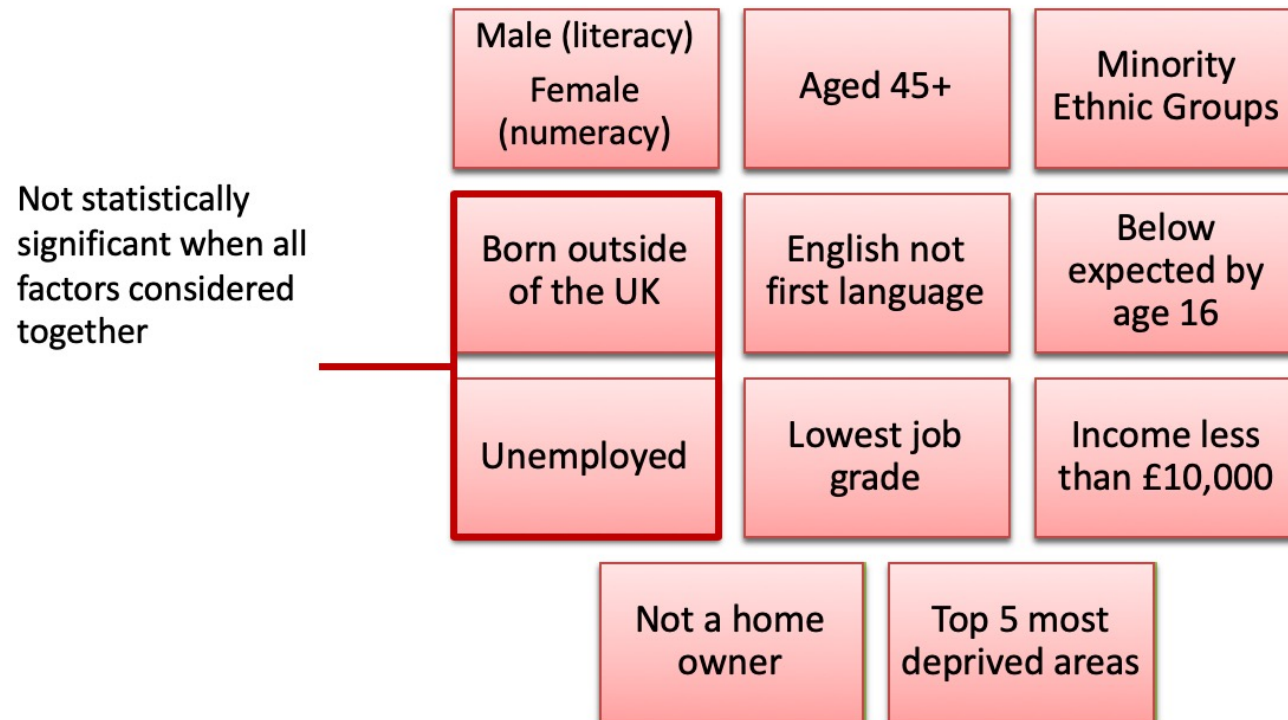 Male (literacy)
Female
(numeracy)
Aged 45+
Minority
Ethnic Groups
Not statistically
significant when all
factors considered
together
Born outside
of the UK
English not
first language
Below
expected by
age 16
Unemployed
Lowest job
grade
Income less
than £10,000
Not a home
owner
Top 5 most
deprived areas